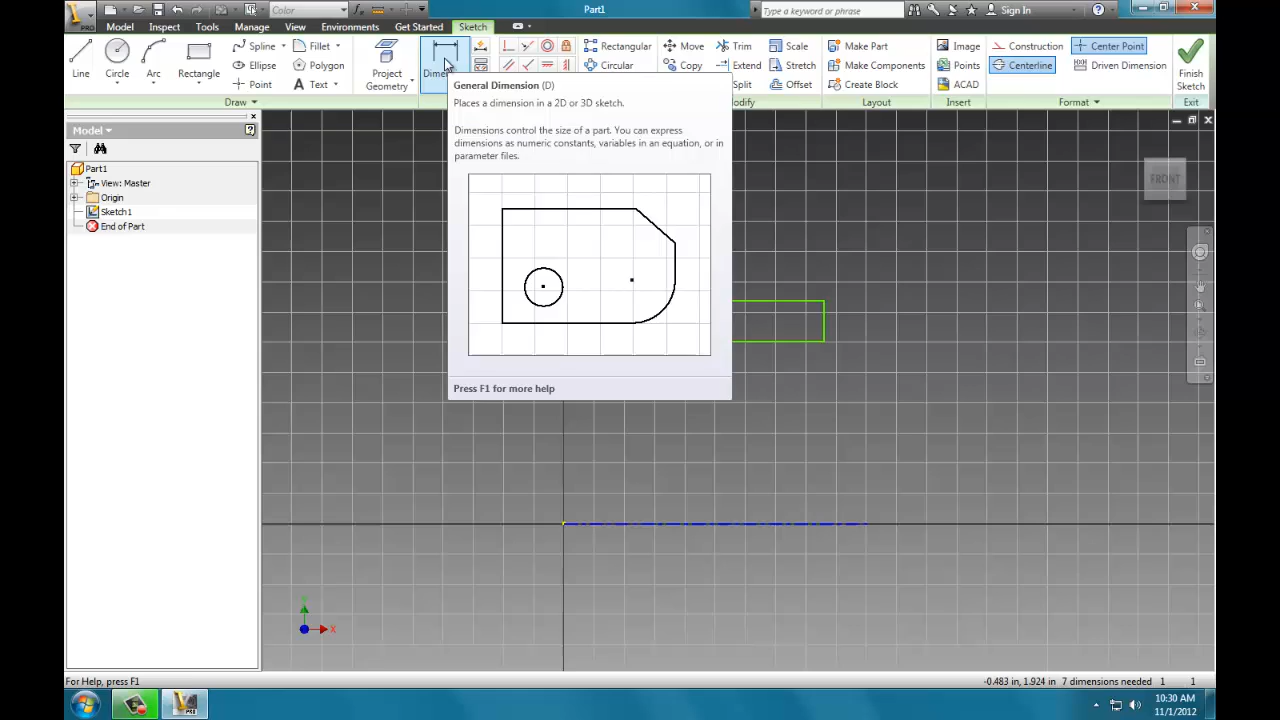 Part1
Color
Type a keyword or phrase
Sign In
PRO
Model Inspect Tools Manage View Environments Get Started Sketch
Line
Circle
Arc
Rectangle
Spline
Ellipse
Point
Fillet
Polygon
Text
Draw
Project
Geometry
Rectangular
Circular
Move
Copy
Trim
Extend
Split
Scale
Stretch
Offset
Make Part
Make Components
Create Block
Layout
Image
Points
ACAD
Insert
Construction
Centerline
Center Point
Driven Dimension
Format
Finish
Sketch
Exit
General Dimension (D)
Places a dimension in a 2D or 3D sketch.
Dimensions control the size of a part. You can express
dimensions as numeric constants, variables in an equation, or in
parameter files.
Press F1 for more help
Model
Part1
View: Master
Origin
Sketch1
End of Part
FRONT
X
For Help, press F1
-0.483 in, 1.924 in 7 dimensions needed 1 1
10:30 AM
11/1/2012